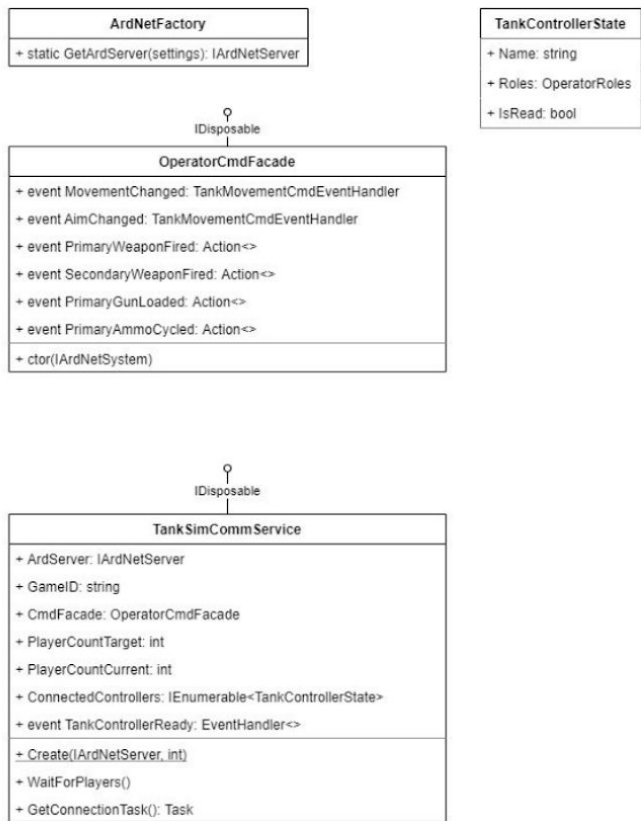 ArdNetFactory
+ static GetArdServer(settings): IArdNetServer
TankControllerState
+ Name: string
+ Roles: OperatorRoles
+ IsRead: bool
IDisposable
OperatorCmdFacade
+ event MovementChanged: TankMovementCmdEventHandler
+ event AimChanged: TankMovementCmdEventHandler
+ event PrimaryWeaponFired: Action<>
+ event SecondaryWeaponFired: Action<>
+ event PrimaryGunLoaded: Action<>
+ event PrimaryAmmoCycled: Action<>
+ ctor(IArdNetSystem)
IDisposable
TankSimCommService
+ ArdServer: IArdNetServer
+ GameID: string
+ CmdFacade: OperatorCmdFacade
+ PlayerCountTarget: int
+ PlayerCountCurrent: int
+ ConnectedControllers: IEnumerable<TankControllerState>
+ event TankControllerReady: EventHandler<>
+ Create(IArdNetServer, int)
+ WaitForPlayers()
+ GetConnectionTask(): Task